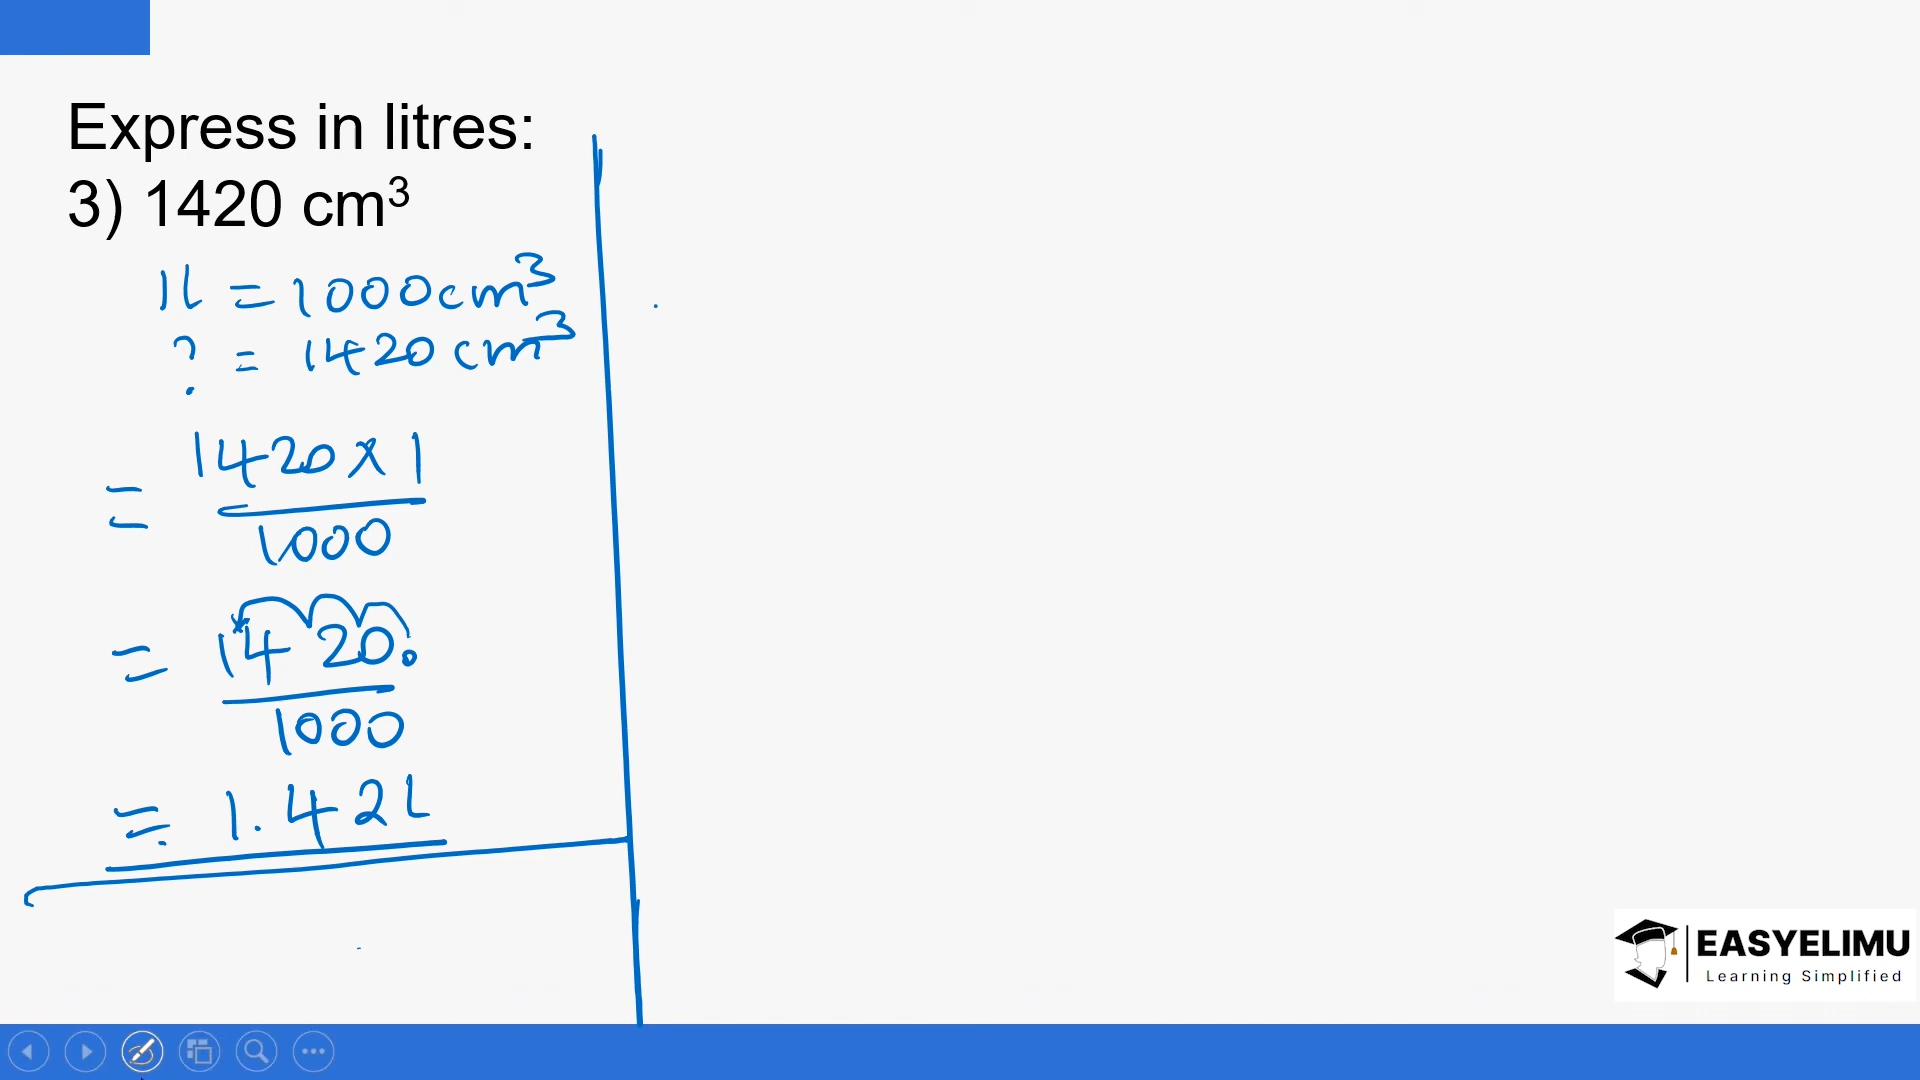 Express in litres:
3) 1420 cm³
1L = 1000cm³
? = 1420 cm³
= 1420 x 1
1000
= 1420.
1000
= 1.42L
EASYELIMU
Learning Simplified